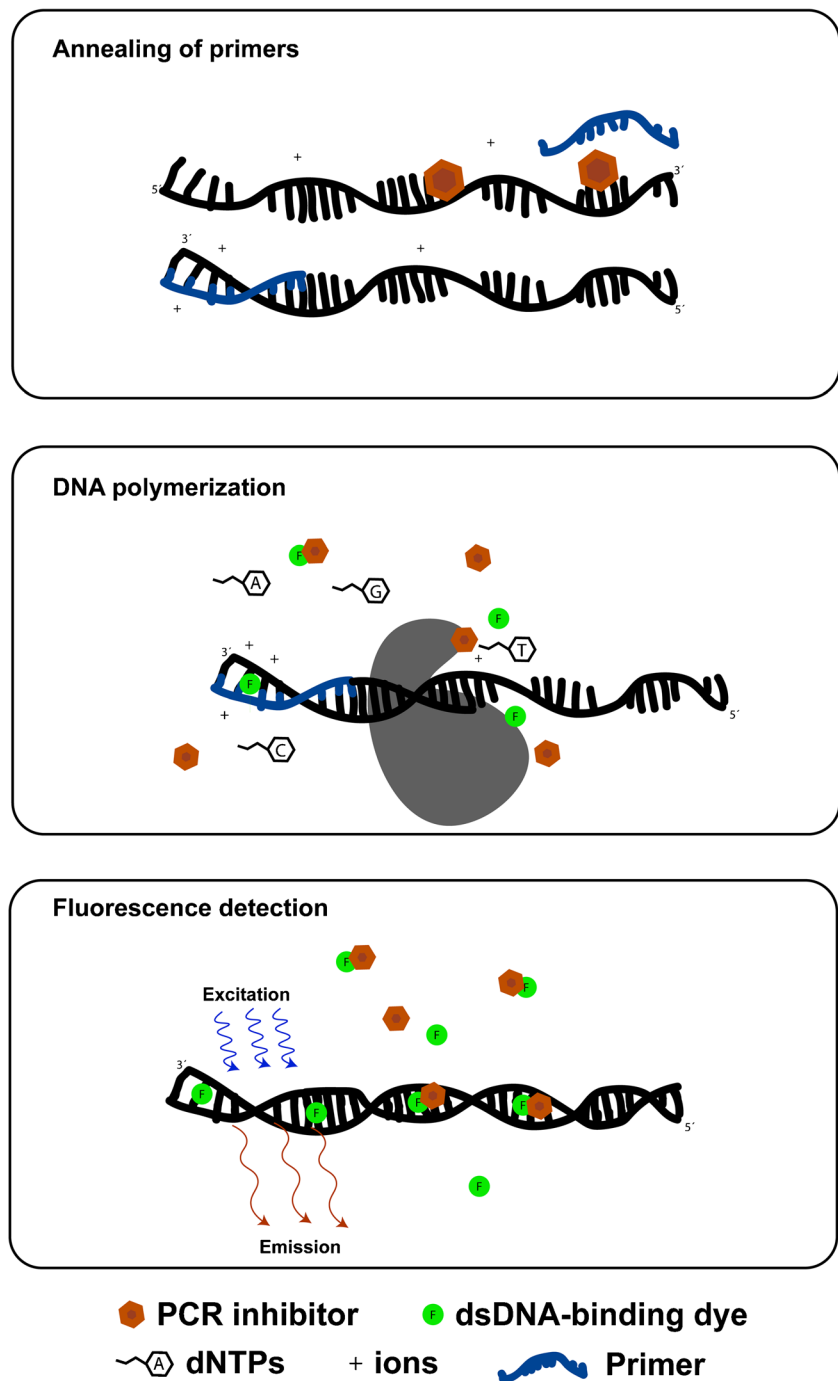 Annealing of primers
+
+
3´
5´
3´
+
+
+
5´
DNA polymerization
F
A
G
F
T
3´
+
+
+
F
+
F
5´
C
Fluorescence detection
F
F
Excitation
F
3´
F
F
F
F
5´
F
Emission
PCR inhibitor
F dsDNA-binding dye
A dNTPs
+ ions
Primer